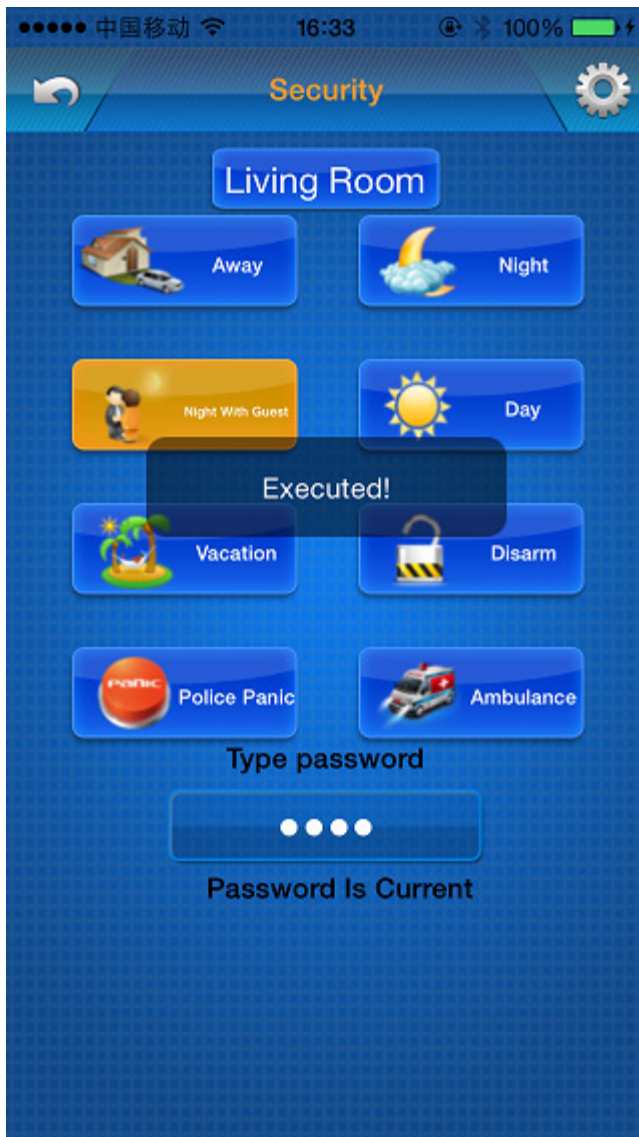 中国移动 16:33 100%
Security
Living Room
Away Night
Night With Guest Day
Executed!
Vacation Disarm
Panic Police Panic Ambulance
Type password
••••
Password Is Current